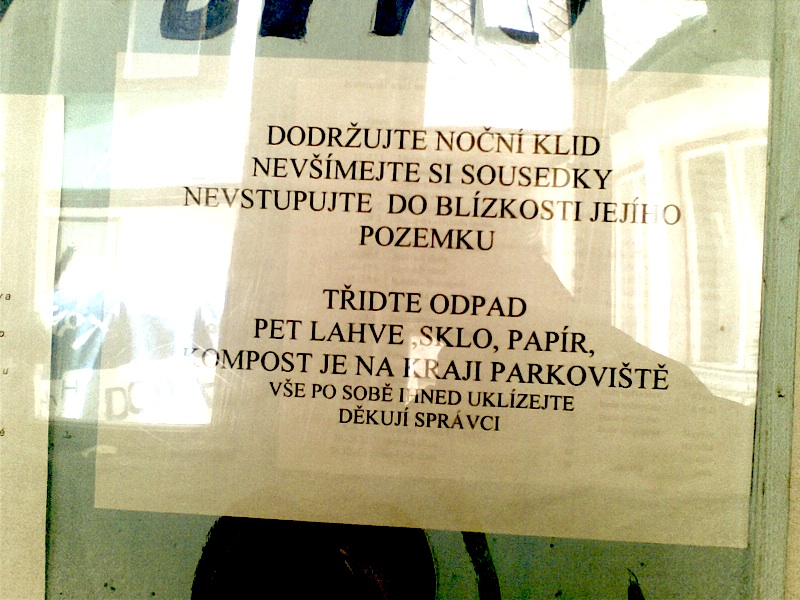 DODRŽUJTE NOČNÍ KLID
NEVŠÍMEJTE SI SOUSEDKY
NEVSTUPUJTE DO BLÍZKOSTI JEJÍHO
POZEMKU
TŘIDTE ODPAD
PET LAHVE ,SKLO, PAPÍR,
KOMPOST JE NA KRAJI PARKOVIŠTĚ
VŠE PO SOBĚ IHNED UKLÍZEJTE
DĚKUJÍ SPRÁVCI